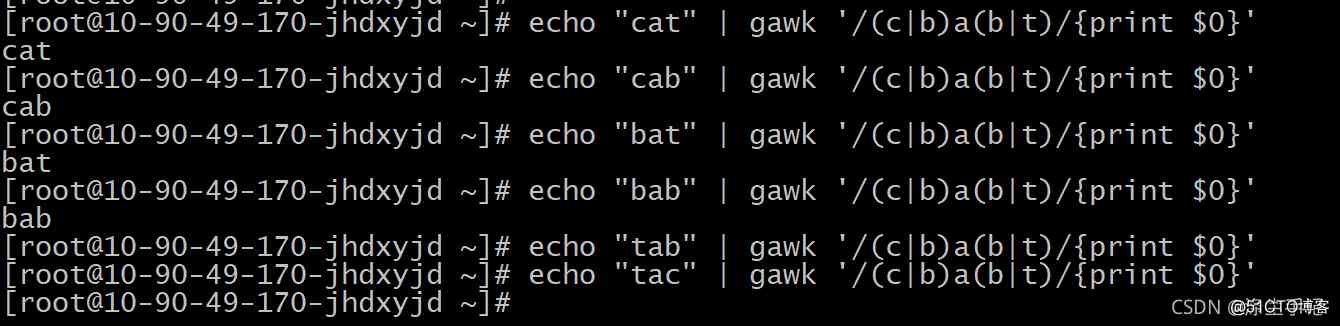 [root@10-90-49-170-jhdxyjd ~]# echo "cat" | gawk '/(c|b)a(b|t)/{print $0}'
cat
[root@10-90-49-170-jhdxyjd ~]# echo "cab" | gawk '/(c|b)a(b|t)/{print $0}'
cab
[root@10-90-49-170-jhdxyjd ~]# echo "bat" | gawk '/(c|b)a(b|t)/{print $0}'
bat
[root@10-90-49-170-jhdxyjd ~]# echo "bab" | gawk '/(c|b)a(b|t)/{print $0}'
bab
[root@10-90-49-170-jhdxyjd ~]# echo "tab" | gawk '/(c|b)a(b|t)/{print $0}'
[root@10-90-49-170-jhdxyjd ~]# echo "tac" | gawk '/(c|b)a(b|t)/{print $0}'
[root@10-90-49-170-jhdxyjd ~]#
CSDN @51CTO博客